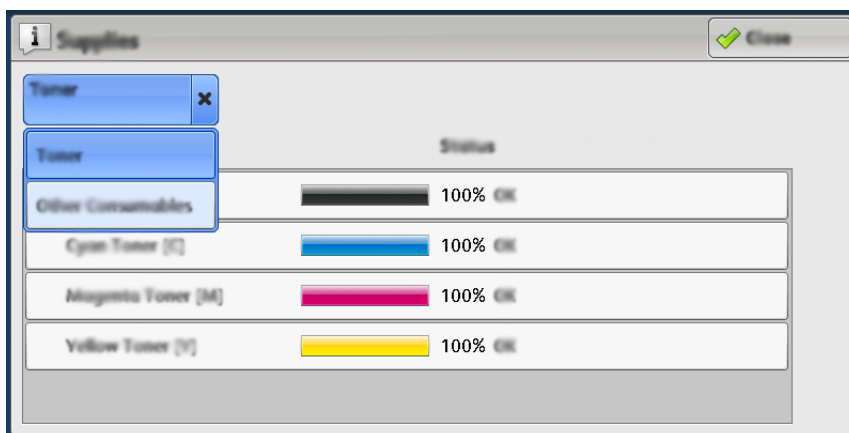 Supplies
Close
Toner
Toner
Status
Other Consumables
100% OK
Cyan Toner [C]
100% OK
Magenta Toner [M]
100% OK
Yellow Toner [Y]
100% OK